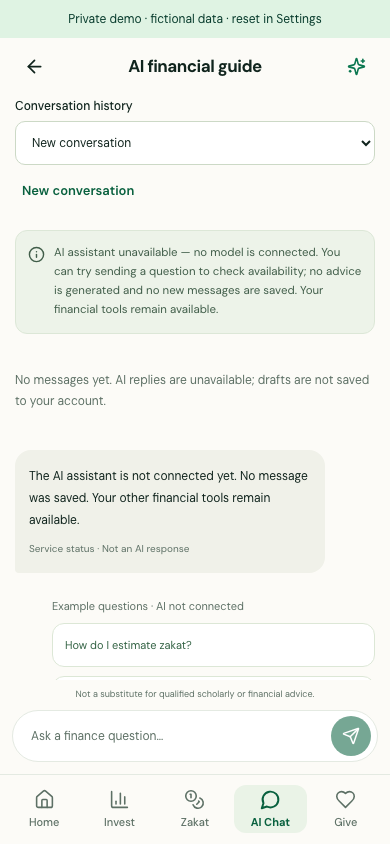 Private demo · fictional data · reset in Settings
AI financial guide
Conversation history
New conversation
New conversation
AI assistant unavailable — no model is connected. You
can try sending a question to check availability; no advice
is generated and no new messages are saved. Your
financial tools remain available.
No messages yet. AI replies are unavailable; drafts are not saved
to your account.
The AI assistant is not connected yet. No message
was saved. Your other financial tools remain
available.
Service status · Not an AI response
Example questions · AI not connected
How do I estimate zakat?
Not a substitute for qualified scholarly or financial advice.
Ask a finance question…
Home
Invest
Zakat
AI Chat
Give